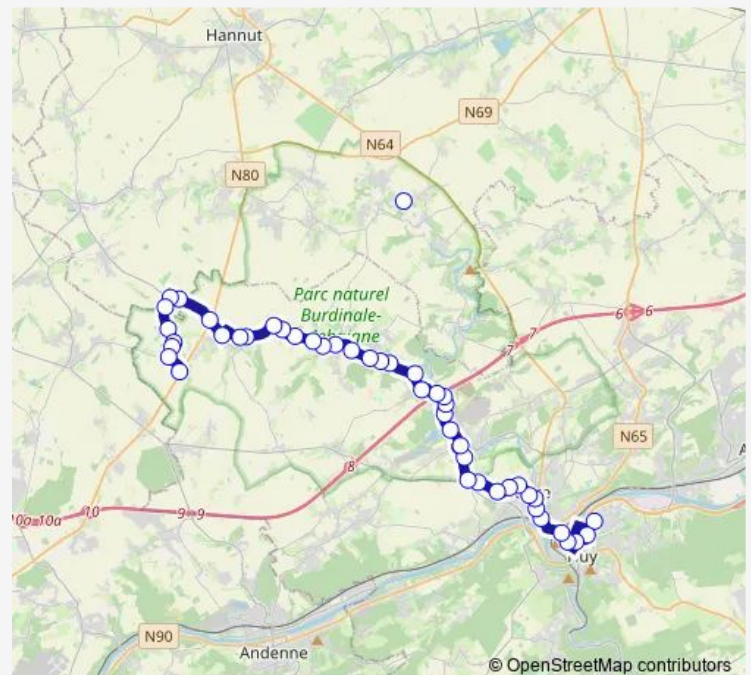 Hannut
N69
N64
N80
Parc naturel
Burdinale-
6 6
7
7
N65
8
10a 10a 10 9 9
uy
N90
Andenne
© OpenStreetMap contributors